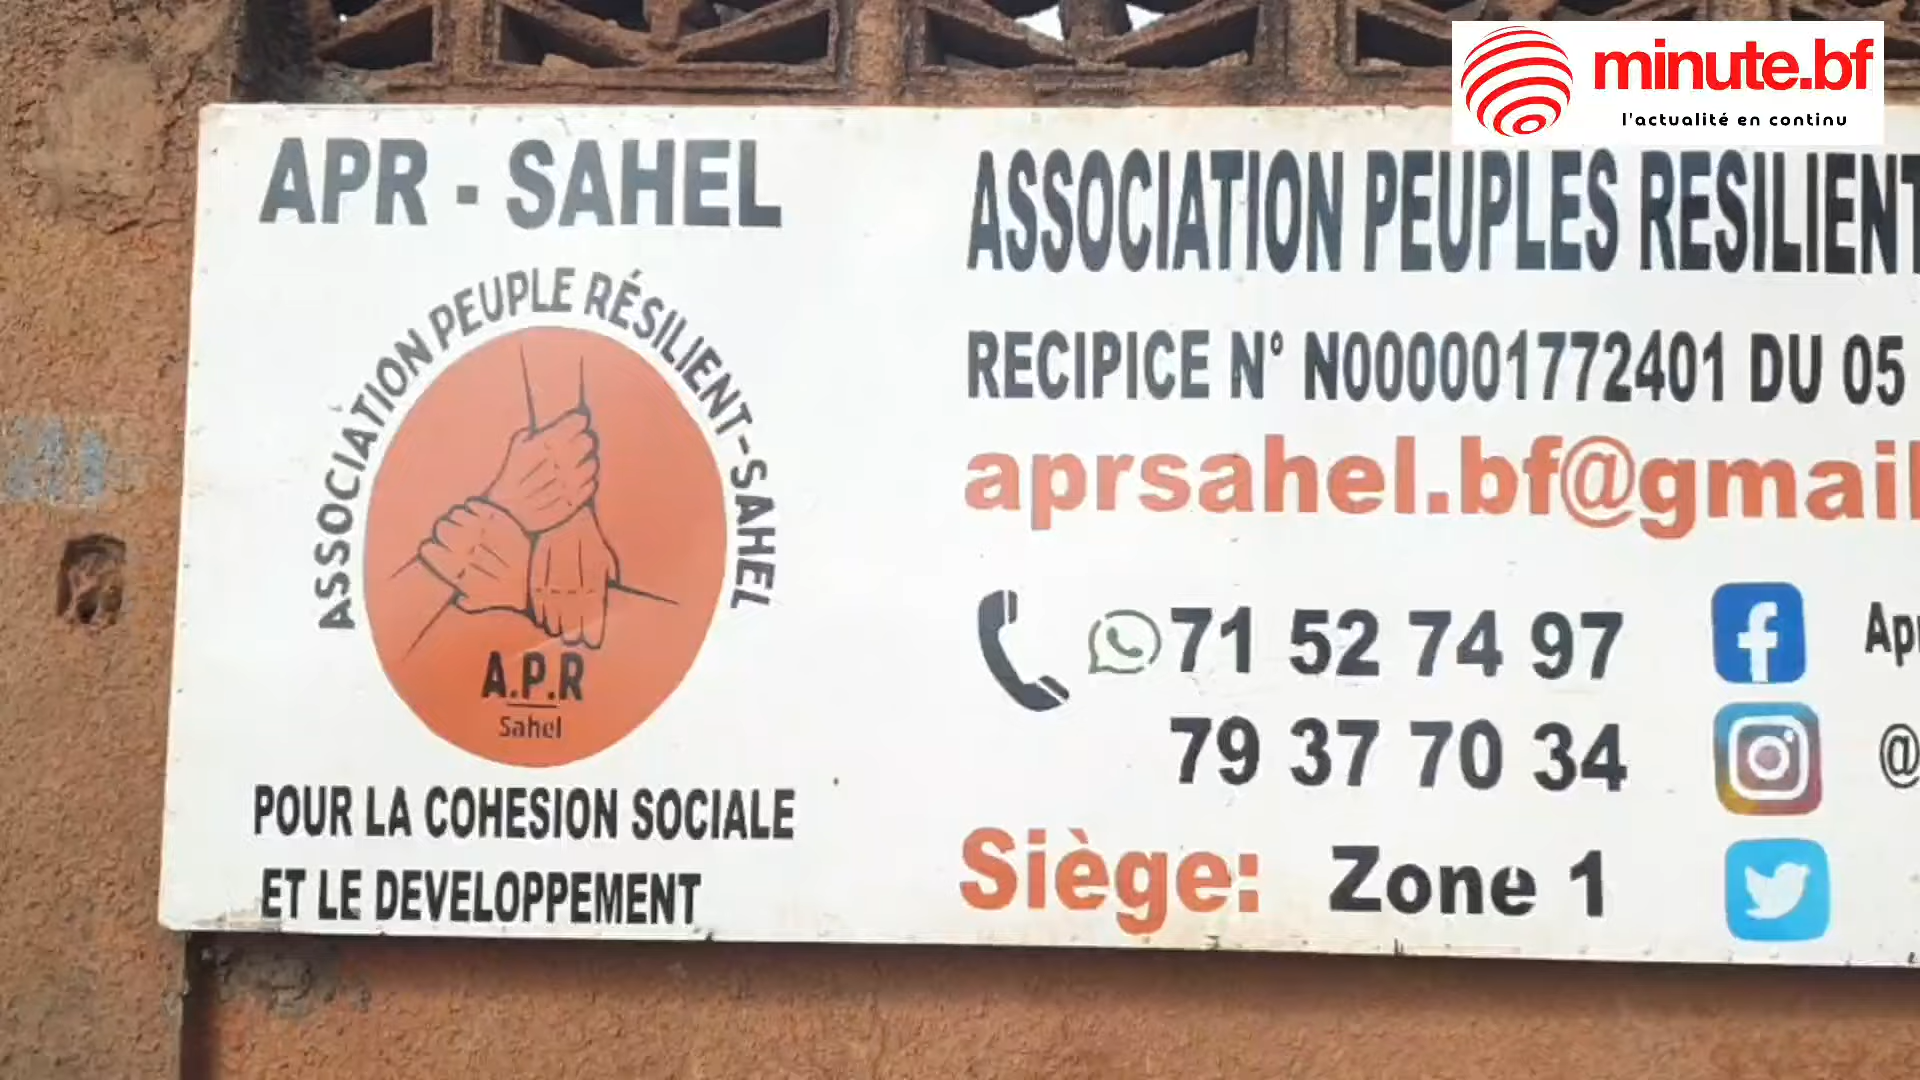 minute.bf
l'actualité en continu
APR - SAHEL
ASSOCIATION PEUPLE RÉSILIENT-SAHEL
A.P.R
Sahel
POUR LA COHESION SOCIALE
ET LE DEVELOPPEMENT
ASSOCIATION PEUPLES RESILIENT
RECIPICE N° N000001772401 DU 05
aprsahel.bf@gmail
71 52 74 97
79 37 70 34
Siège: Zone 1